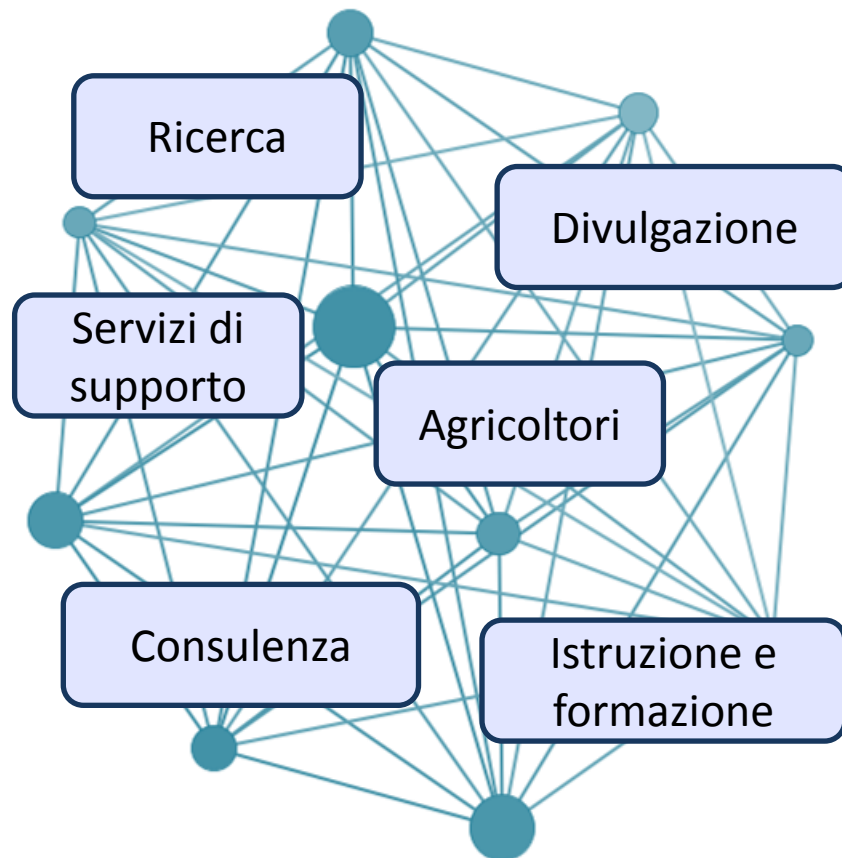 Ricerca
Divulgazione
Servizi di
supporto
Agricoltori
Consulenza
Istruzione e
formazione